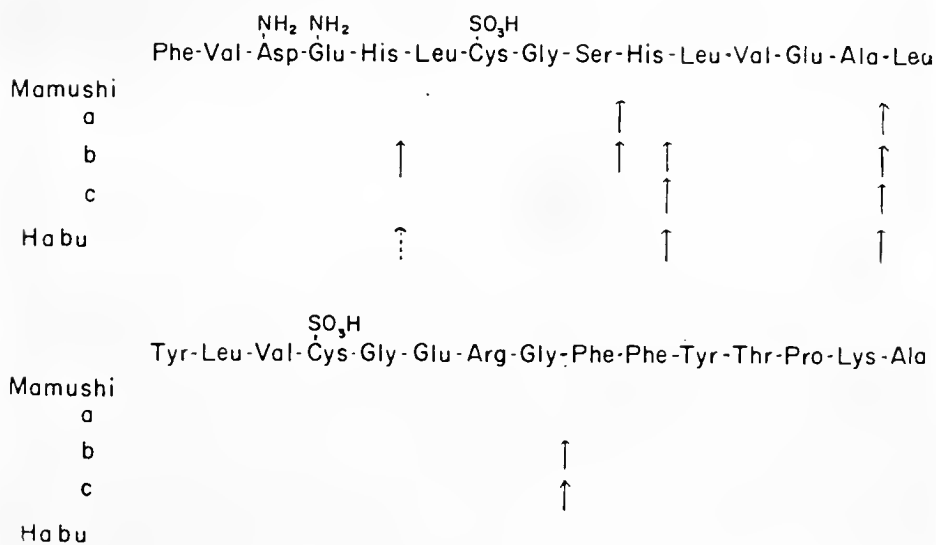 NH2 NH2 SO3H
Phe-Val-Asp-Glu-His-Leu-Cys-Gly-Ser-His-Leu-Val-Glu-Ala-Leu
Mamushi
a
b
c
Habu
SO3H
Tyr-Leu-Val-Cys-Gly-Glu-Arg-Gly-Phe-Phe-Tyr-Thr-Pro-Lys-Ala
Mamushi
a
b
c
Habu